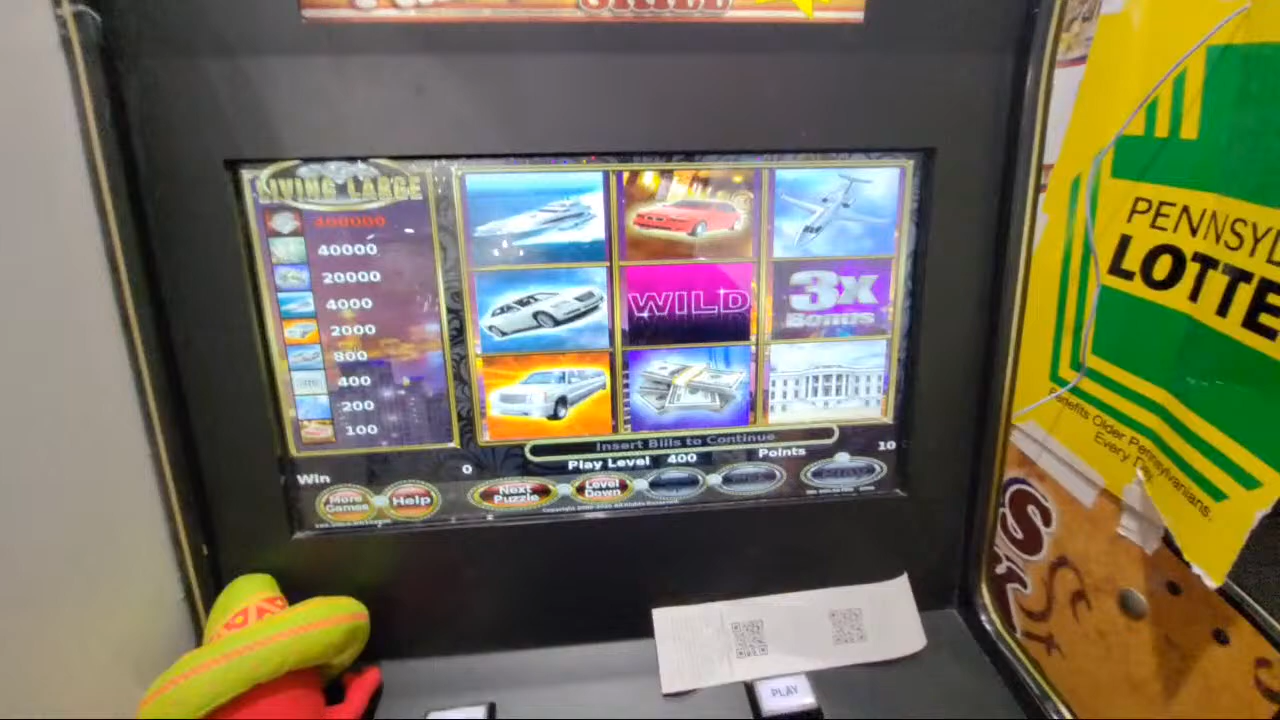 SKILL
LIVING LARGE
400000
40000
20000
4000
2000
800
400
200
100
WILD
3x
Bonus
Insert Bills to Continue
Win
0
Play Level 400
Points
10
More
Games
Help
Next
Puzzle
Level
Down
PLAY
PENNSYL
LOTTE
Benefits Older Pennsylvanians.
Every Day.